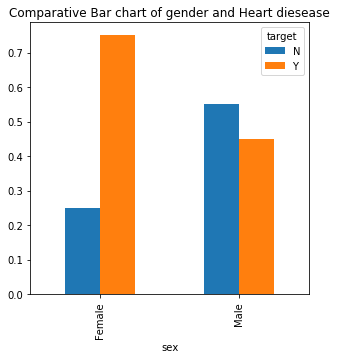 Comparative Bar chart of gender and Heart diesease
target
N
Y
0.7
0.6
0.5
0.4
0.3
0.2
0.1
0.0
Female
Male
sex